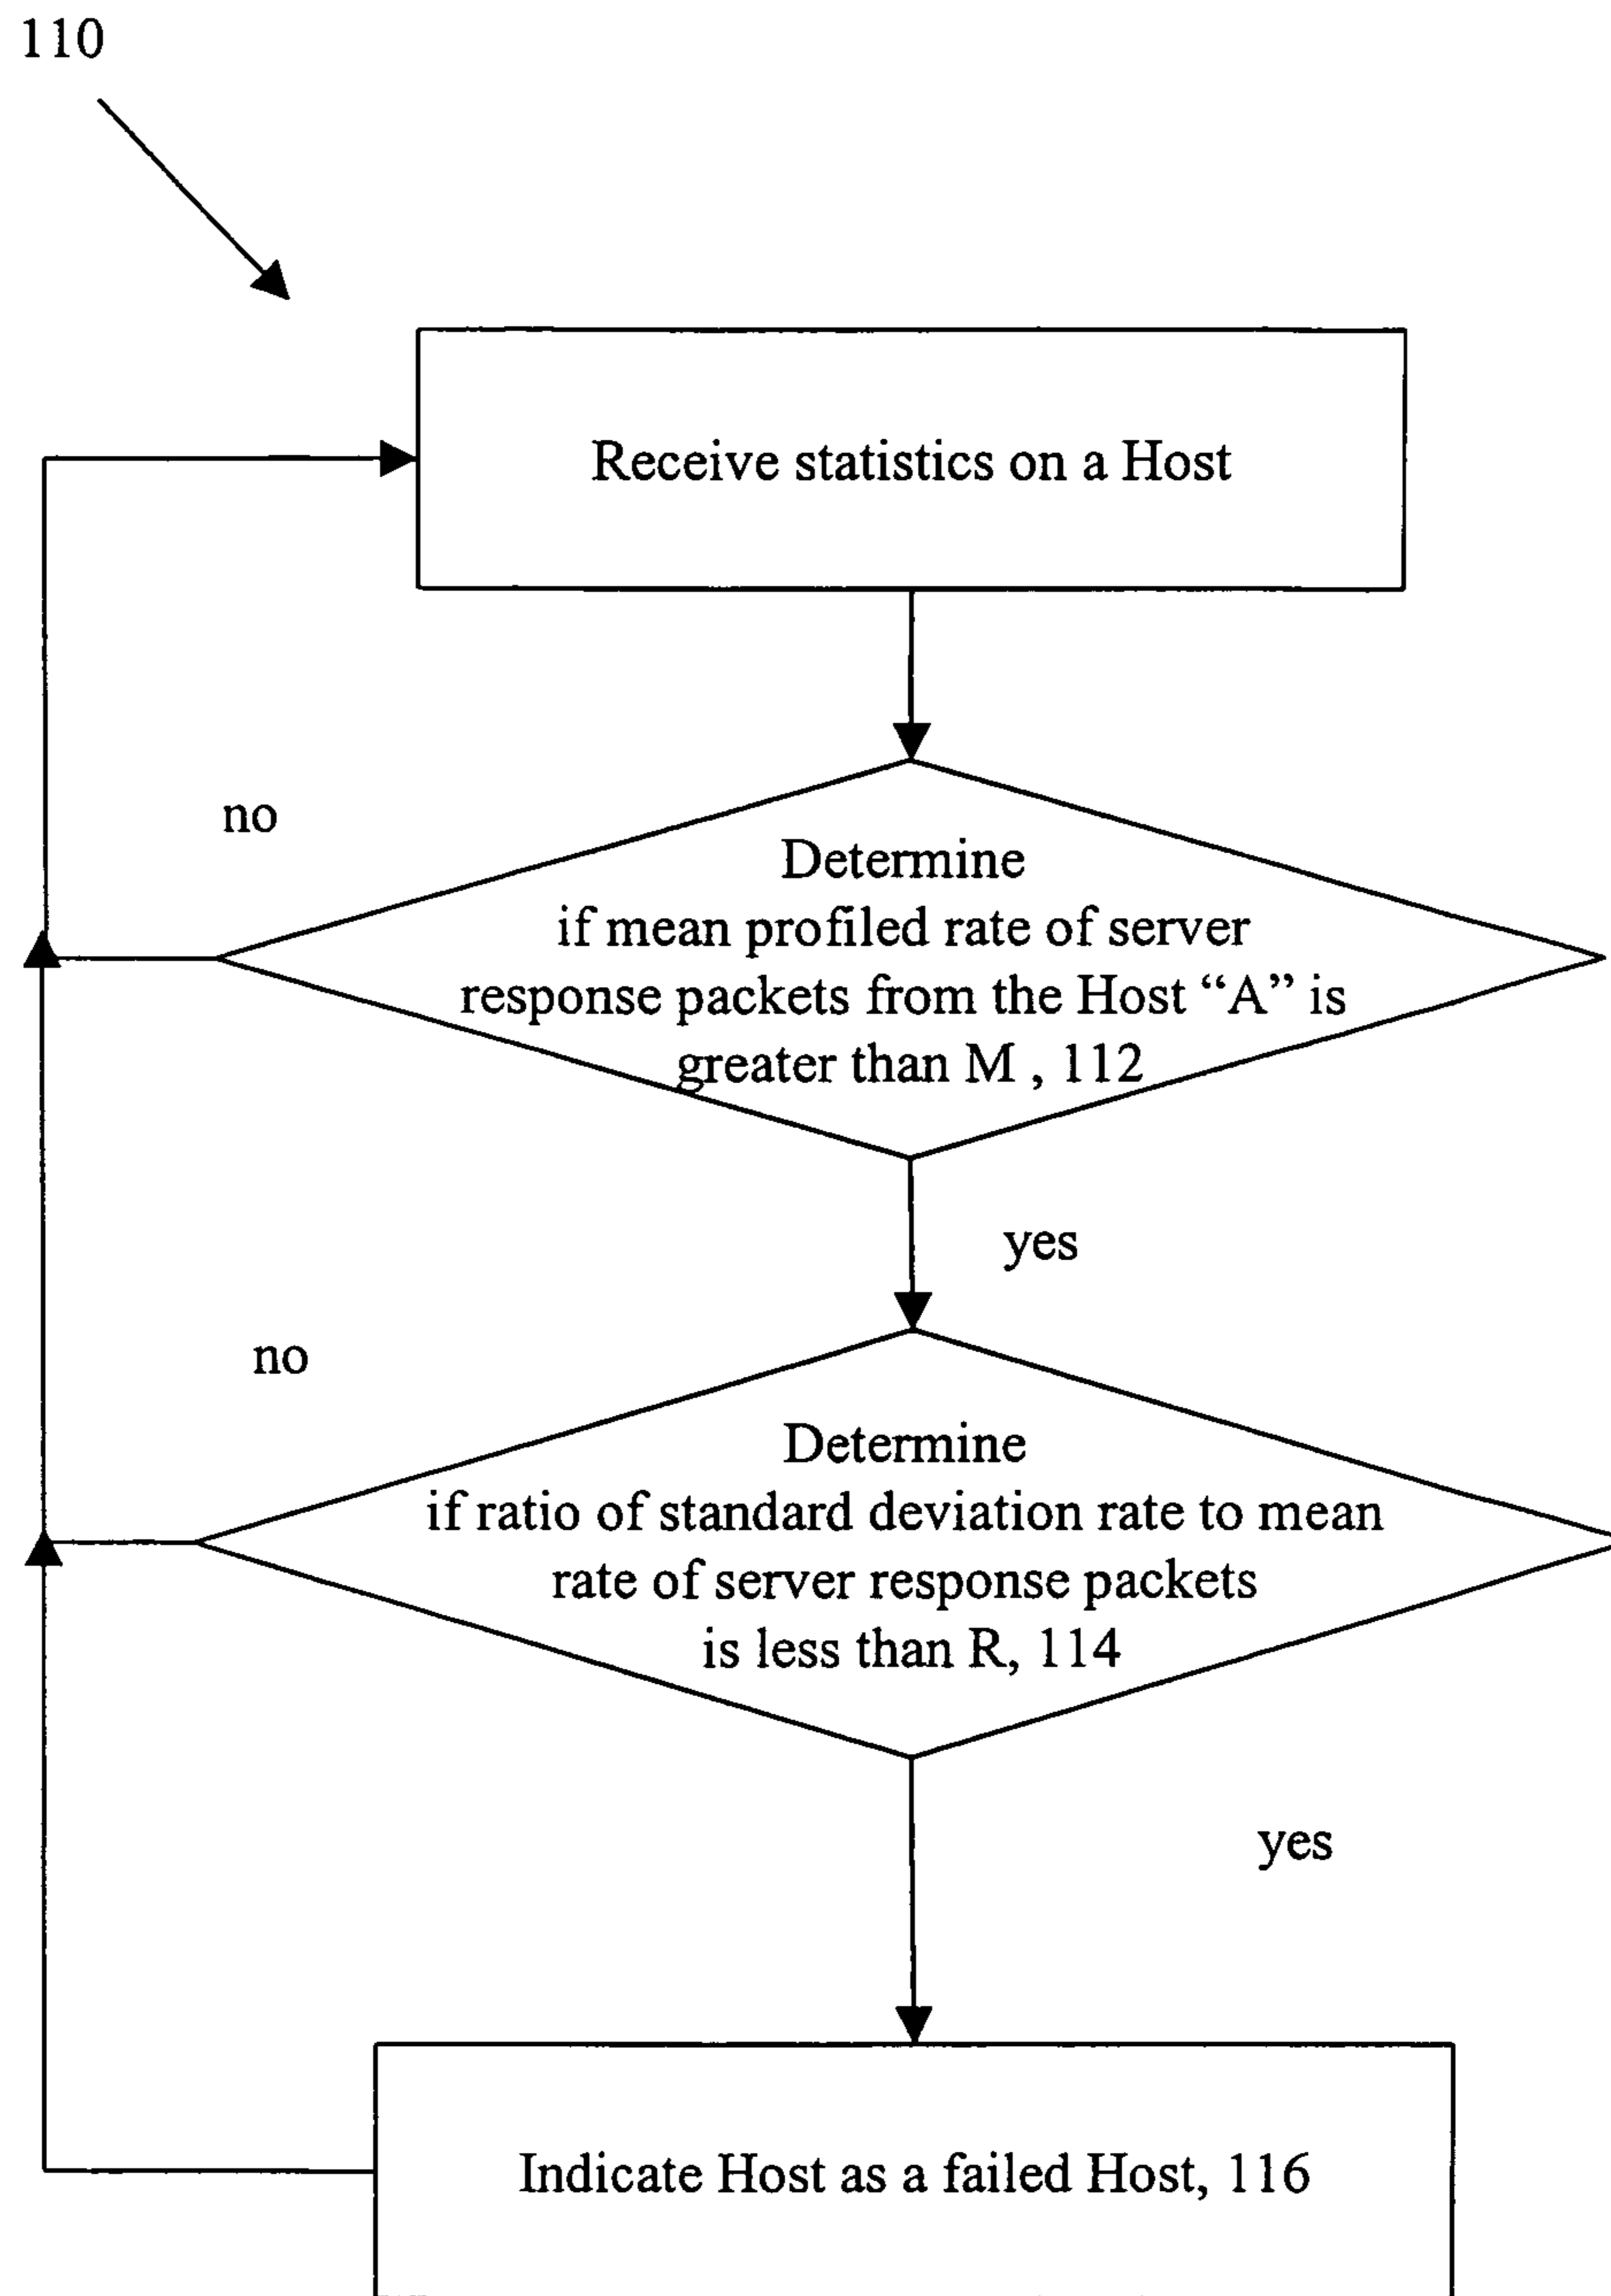 110
Receive statistics on a Host
no
Determine
if mean profiled rate of server
response packets from the Host “A” is
greater than M , 112
yes
no
Determine
if ratio of standard deviation rate to mean
rate of server response packets
is less than R, 114
yes
Indicate Host as a failed Host, 116